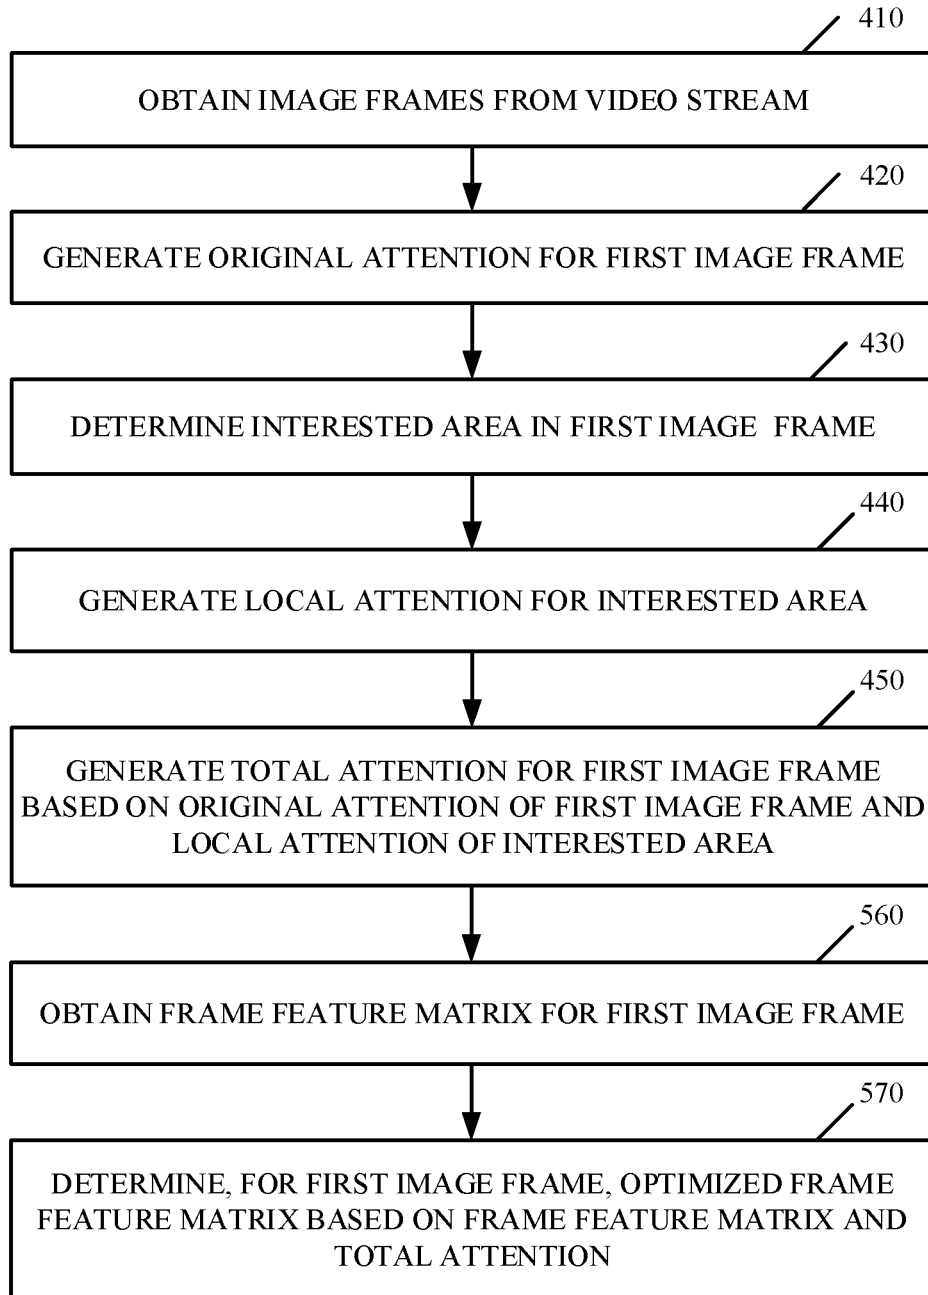 410
OBTAIN IMAGE FRAMES FROM VIDEO STREAM
420
GENERATE ORIGINAL ATTENTION FOR FIRST IMAGE FRAME
430
DETERMINE INTERESTED AREA IN FIRST IMAGE FRAME
440
GENERATE LOCAL ATTENTION FOR INTERESTED AREA
450
GENERATE TOTAL ATTENTION FOR FIRST IMAGE FRAME
BASED ON ORIGINAL ATTENTION OF FIRST IMAGE FRAME AND
LOCAL ATTENTION OF INTERESTED AREA
560
OBTAIN FRAME FEATURE MATRIX FOR FIRST IMAGE FRAME
570
DETERMINE, FOR FIRST IMAGE FRAME, OPTIMIZED FRAME
FEATURE MATRIX BASED ON FRAME FEATURE MATRIX AND
TOTAL ATTENTION